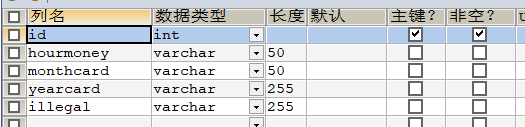 列名 数据类型 长度 默认 主键? 非空? u
id int
hourmoney varchar 50
monthcard varchar 50
yearcard varchar 255
illegal varchar 255